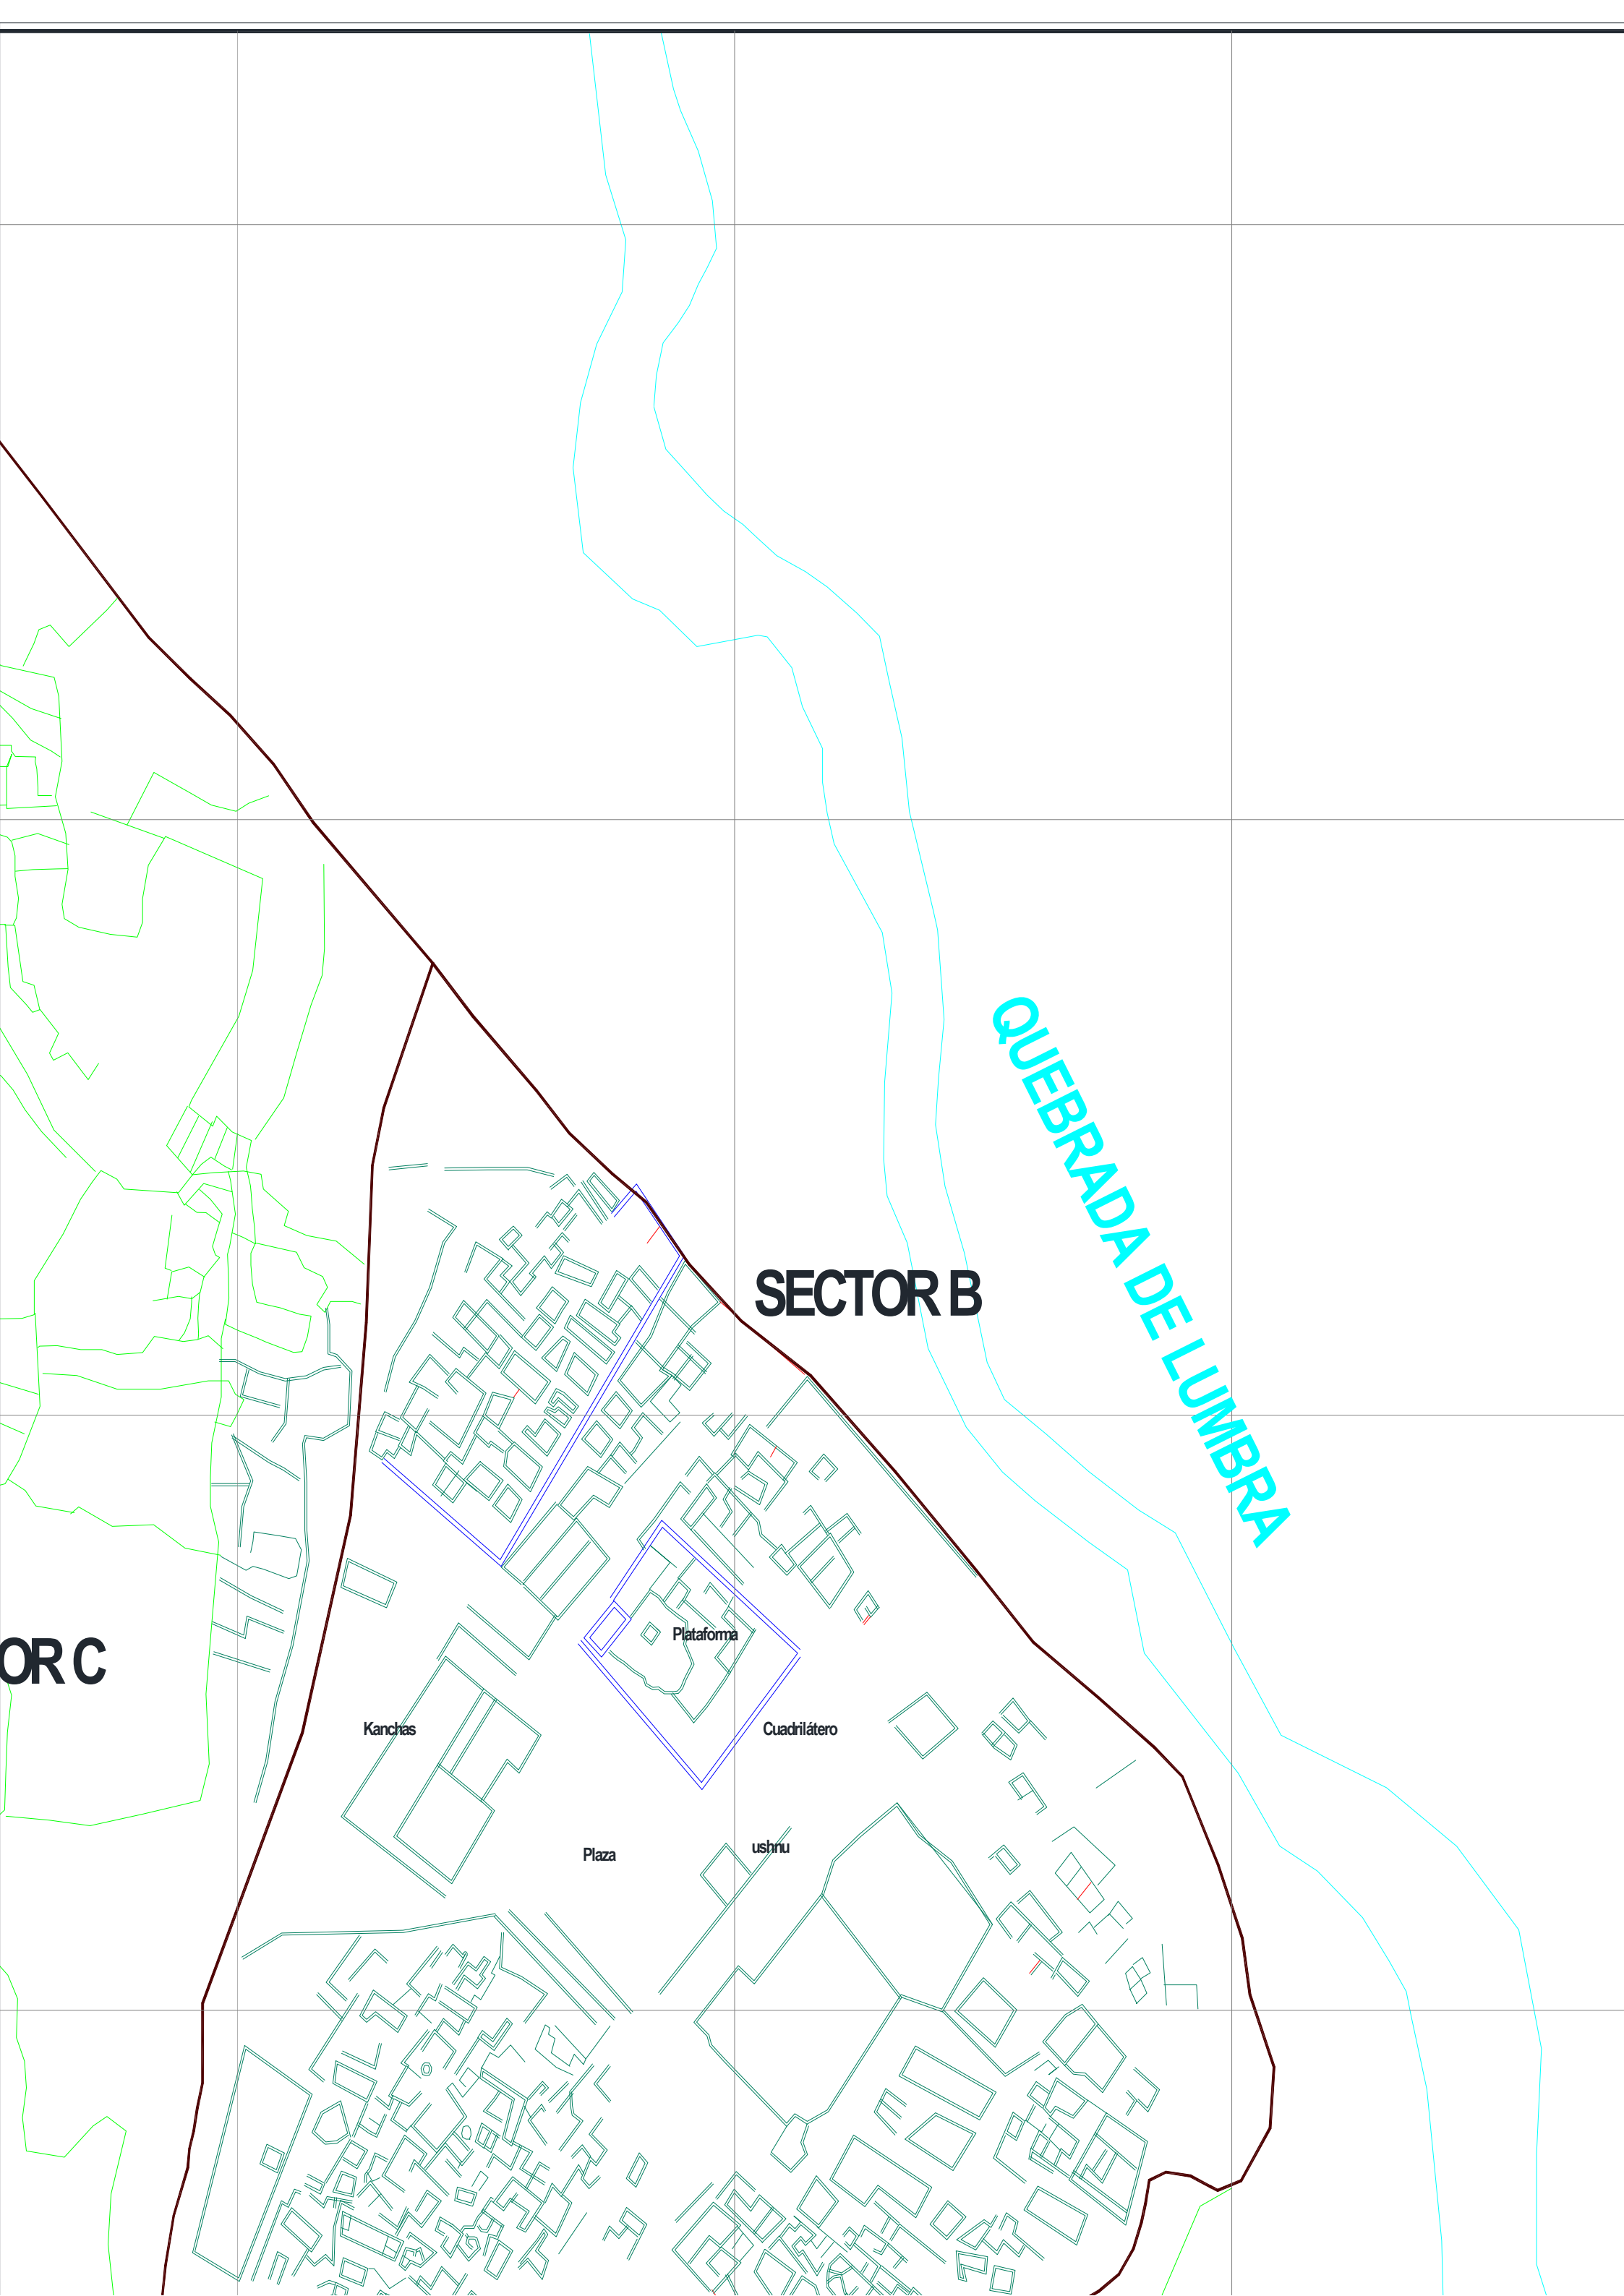 QUEBRADA DE LUMBRA
SECTOR B
OR C
Plataforma
Kanchas
Cuadrilátero
Plaza
ushnu